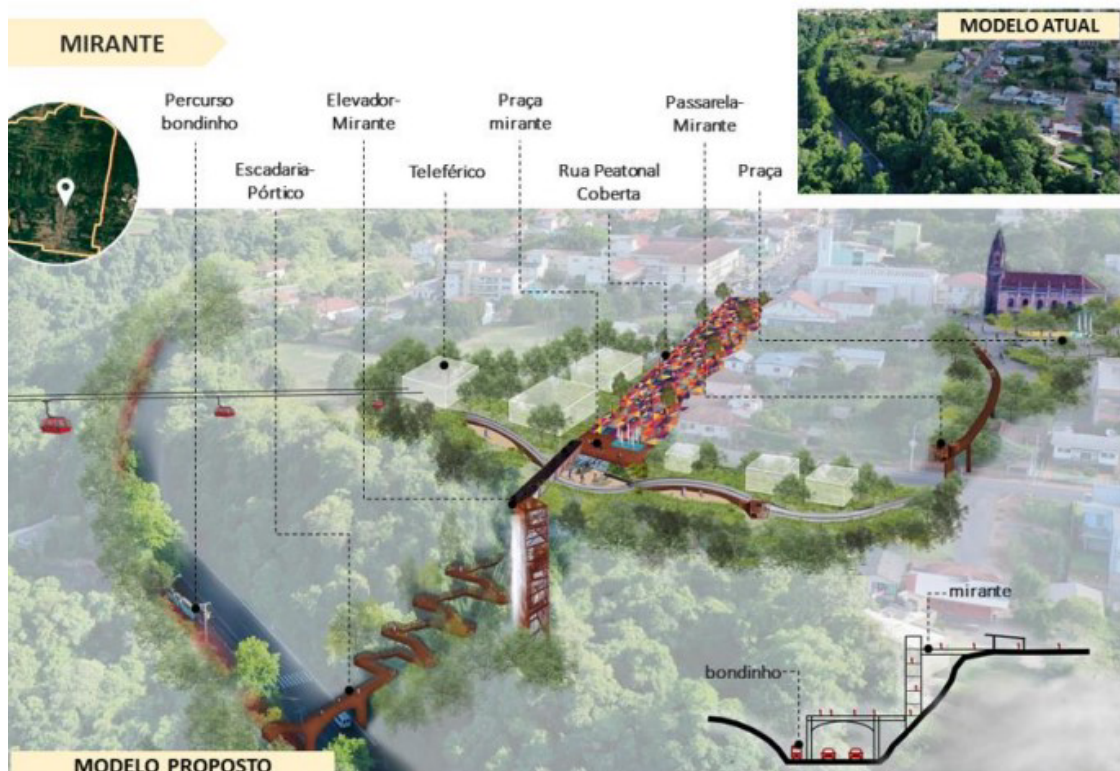 MIRANTE
MODELO ATUAL
Percurso
bondinho
Elevador-
Mirante
Praça
mirante
Passarela-
Mirante
Escadaria-
Pórtico
Teleférico
Rua Peatonal
Coberta
Praça
mirante
bondinho
MODELO PROPOSTO